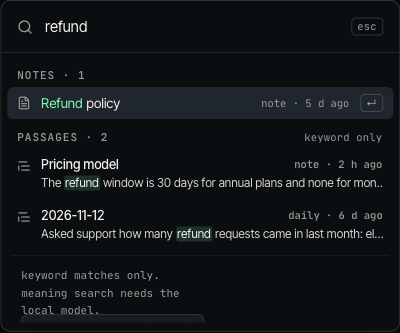 refund
esc
NOTES · 1
Refund policy
note · 5 d ago
PASSAGES · 2
keyword only
Pricing model
note · 2 h ago
The refund window is 30 days for annual plans and none for mon..
2026-11-12
daily · 6 d ago
Asked support how many refund requests came in last month: el...
keyword matches only.
meaning search needs the
local model.